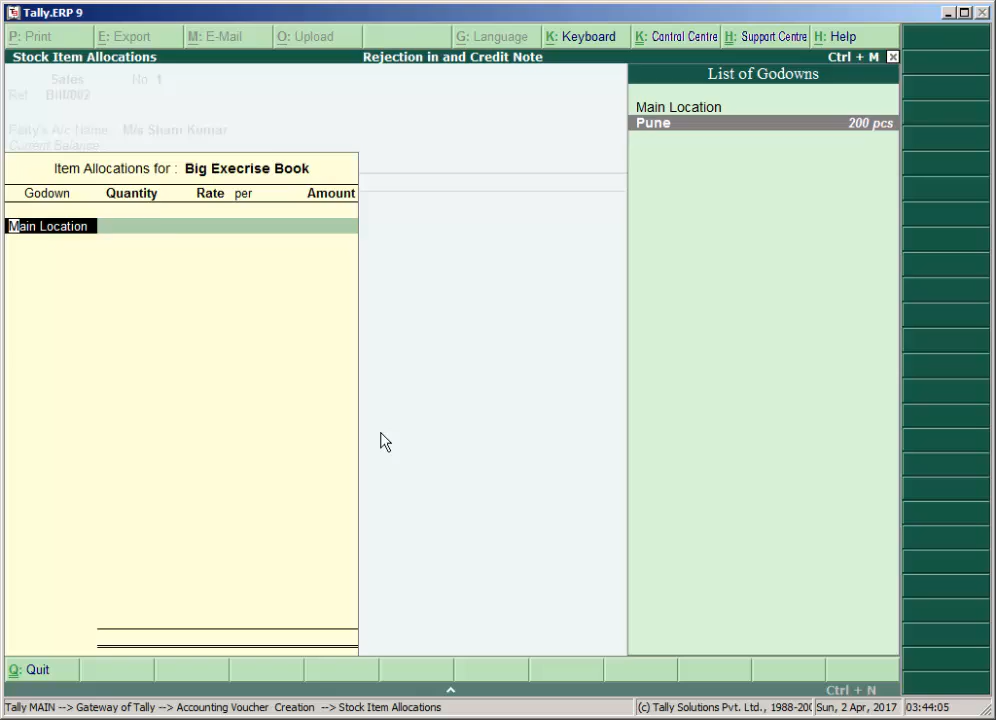 Tally.ERP 9
P: Print E: Export M: E-Mail O: Upload G: Language K: Keyboard K: Control Centre H: Support Centre H: Help
Stock Item Allocations Rejection in and Credit Note Ctrl + M
List of Godowns
Sales No 1
Ref Bill/002
Main Location
Pune 200 pcs
Party's A/c Name M/s Sham Kumar
Current Balance
Item Allocations for : Big Execrise Book
Godown Quantity Rate per Amount
Main Location
Q: Quit
Ctrl + N
Tally MAIN --> Gateway of Tally --> Accounting Voucher Creation --> Stock Item Allocations (c) Tally Solutions Pvt. Ltd., 1988-200 Sun, 2 Apr, 2017 03:44:05